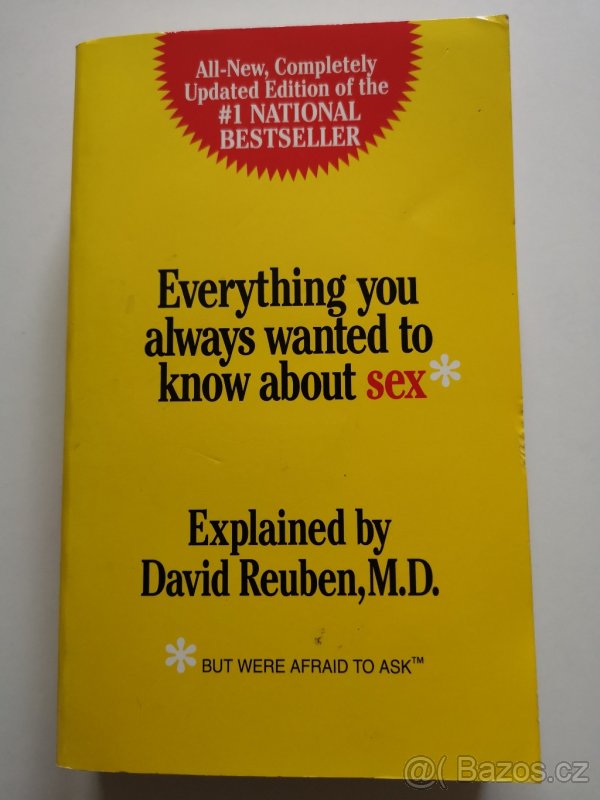 All-New, Completely
Updated Edition of the
#1 NATIONAL
BESTSELLER
Everything you
always wanted to
know about sex*
Explained by
David Reuben, M.D.
* BUT WERE AFRAID TO ASK™
@( Bazos.cz